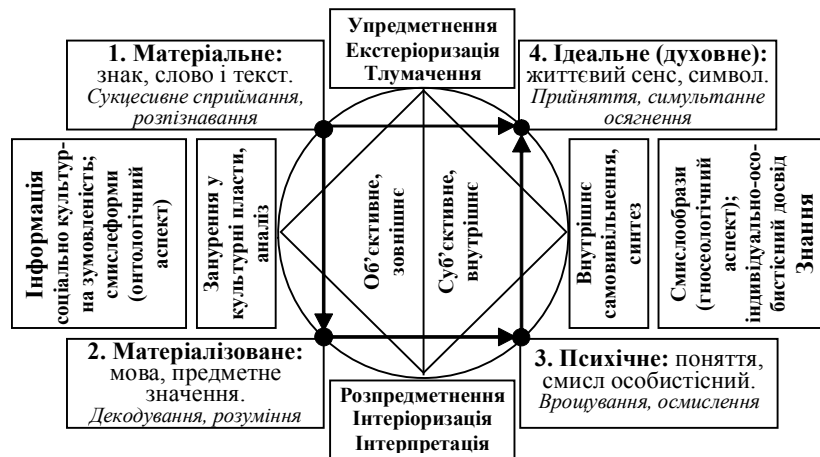 Упредметнення
Екстеріоризація
Тлумачення
1. Матеріальне:
знак, слово і текст.
Сукцесивне сприймання,
розпізнавання
4. Ідеальне (духовне):
життєвий сенс, символ.
Прийняття, симультанне
осягнення
Інформація
соціально культур-
на зумовленість;
смислеформи
(онтологічний
аспект)
Занурення у
культурні пласти,
аналіз
Об’єктивне,
зовнішнє
Суб’єктивне,
внутрішнє
Внутрішнє
самовивільнення,
синтез
Смислообрази
(гносеологічний
аспект);
індивідуально-осо-
бистісний досвід
Знання
2. Матеріалізоване:
мова, предметне
значення.
Декодування, розуміння
3. Психічне: поняття,
смисл особистісний.
Врощування, осмислення
Розпредметнення
Інтеріоризація
Інтерпретація